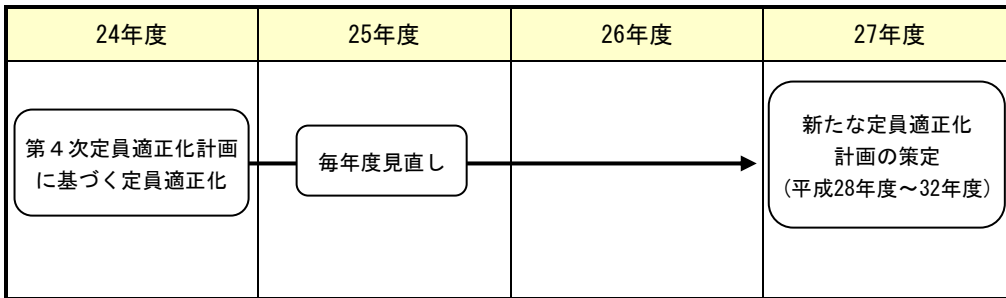 24年度
25年度
26年度
27年度
第４次定員適正化計画
に基づく定員適正化
毎年度見直し
新たな定員適正化
計画の策定
(平成28年度～32年度)